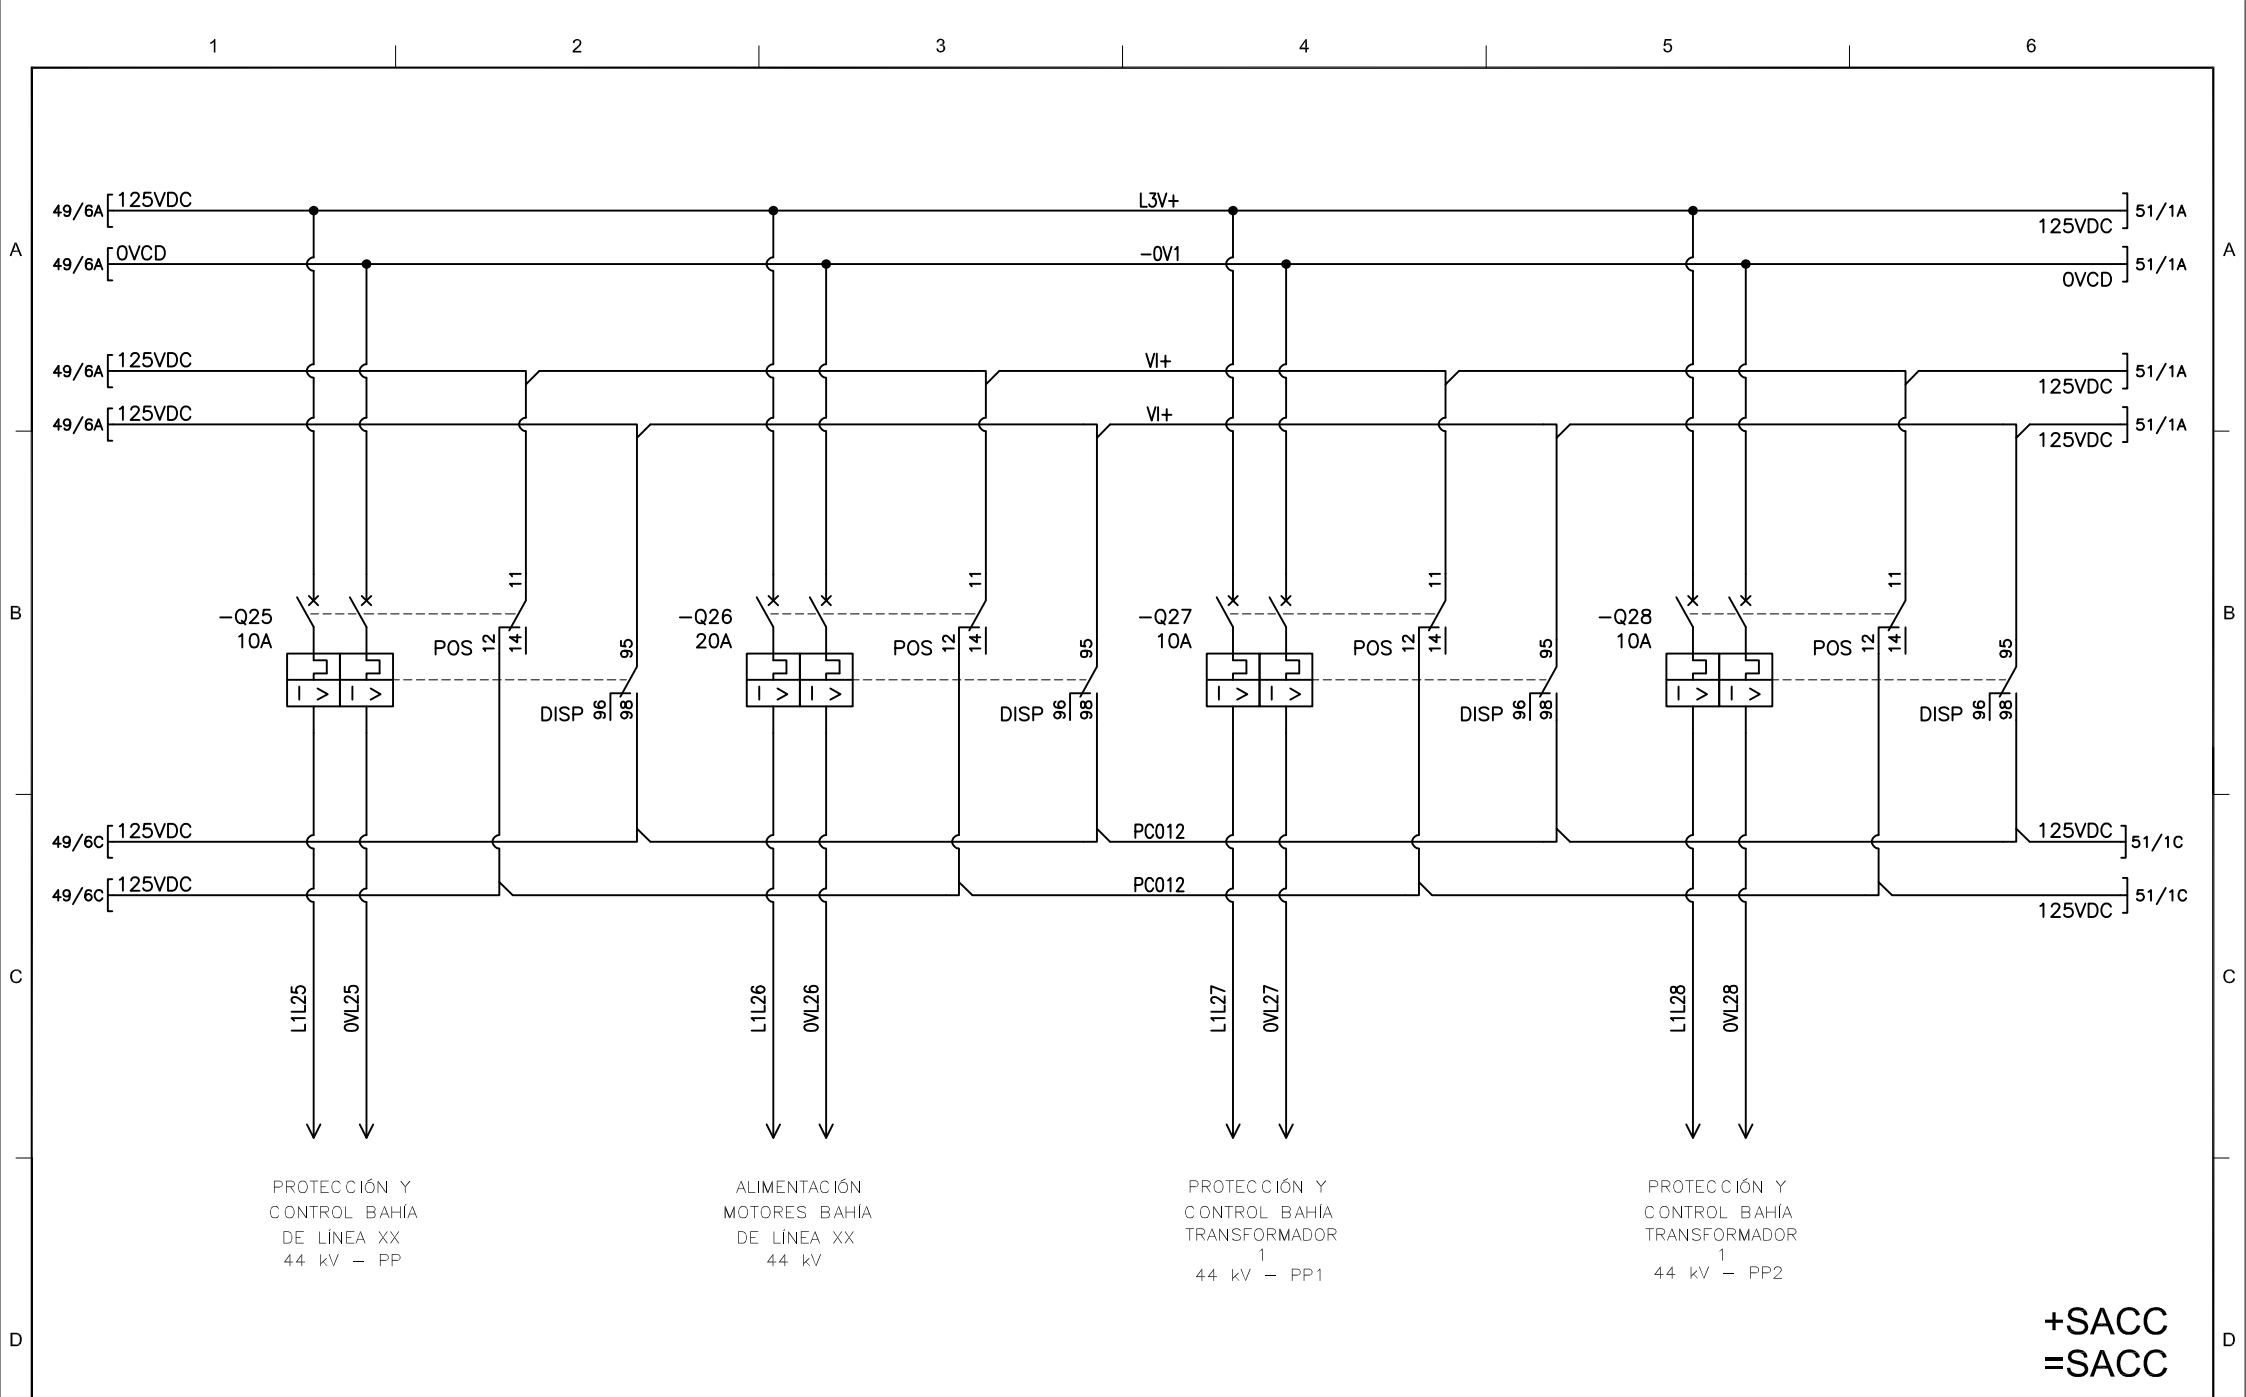 1 2 3 4 5 6
49/6A 125VDC L3V+ 125VDC 51/1A
A 49/6A 0VCD -0V1 0VCD 51/1A A
49/6A 125VDC VI+ 125VDC 51/1A
49/6A 125VDC VI+ 125VDC 51/1A
B B
-Q25
10A
POS 11 12 14
DISP 95 96 98
-Q26
20A
POS 11 12 14
DISP 95 96 98
-Q27
10A
POS 11 12 14
DISP 95 96 98
-Q28
10A
POS 11 12 14
DISP 95 96 98
I > I > I > I > I > I > I > I >
49/6C 125VDC PC012 125VDC 51/1C
49/6C 125VDC PC012 125VDC 51/1C
C C
L1L25 0VL25 L1L26 0VL26 L1L27 0VL27 L1L28 0VL28
PROTECCIÓN Y
CONTROL BAHÍA
DE LÍNEA XX
44 kV – PP
ALIMENTACIÓN
MOTORES BAHÍA
DE LÍNEA XX
44 kV
PROTECCIÓN Y
CONTROL BAHÍA
TRANSFORMADOR
1
44 kV – PP1
PROTECCIÓN Y
CONTROL BAHÍA
TRANSFORMADOR
1
44 kV – PP2
+SACC
D D
=SACC